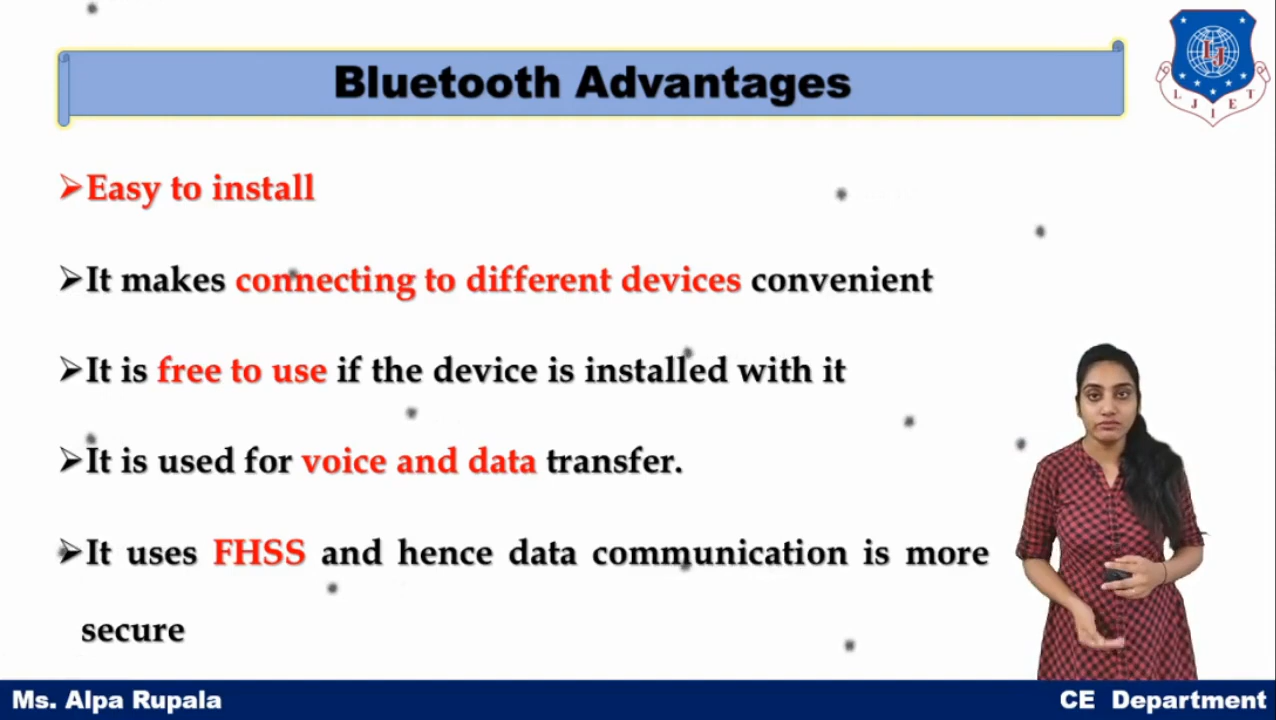 Bluetooth Advantages
LJIET
➢Easy to install
➢It makes connecting to different devices convenient
➢It is free to use if the device is installed with it
➢It is used for voice and data transfer.
➢It uses FHSS and hence data communication is more
secure
Ms. Alpa Rupala
CE Department